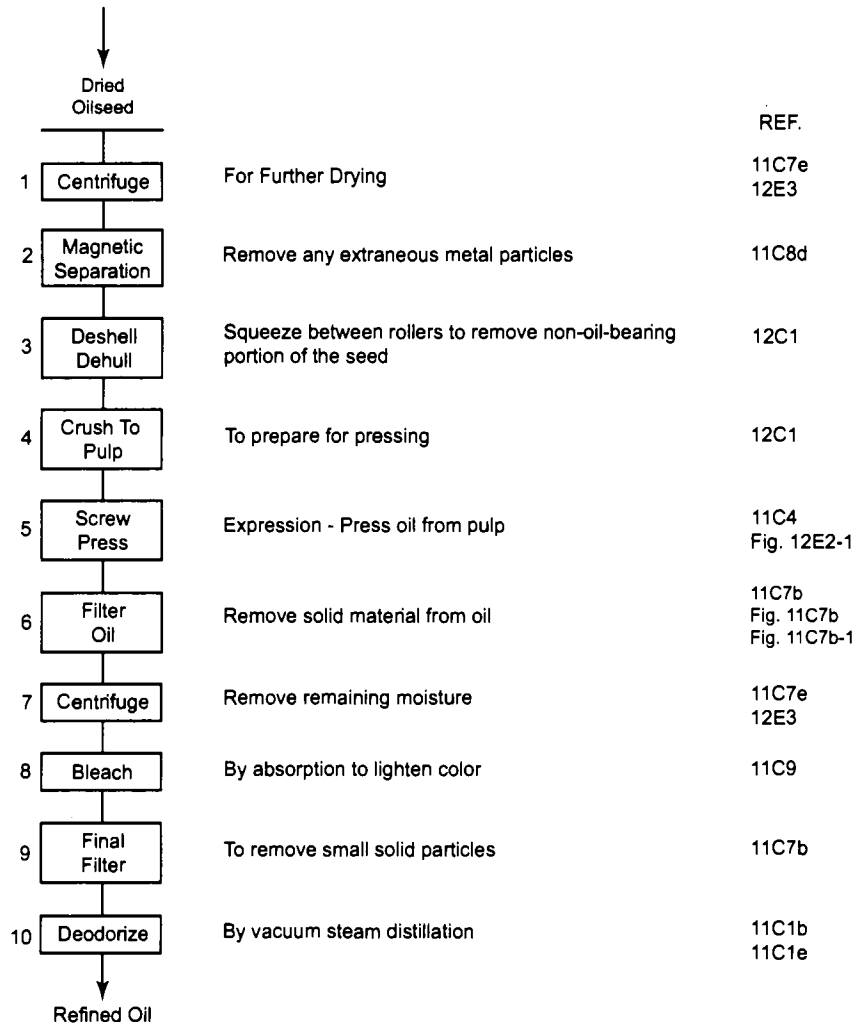 Dried
Oilseed
REF.
1 Centrifuge For Further Drying 11C7e
12E3
2 Magnetic
Separation Remove any extraneous metal particles 11C8d
3 Deshell
Dehull Squeeze between rollers to remove non-oil-bearing
portion of the seed 12C1
4 Crush To
Pulp To prepare for pressing 12C1
5 Screw
Press Expression - Press oil from pulp 11C4
Fig. 12E2-1
6 Filter
Oil Remove solid material from oil 11C7b
Fig. 11C7b
Fig. 11C7b-1
7 Centrifuge Remove remaining moisture 11C7e
12E3
8 Bleach By absorption to lighten color 11C9
9 Final
Filter To remove small solid particles 11C7b
10 Deodorize By vacuum steam distillation 11C1b
11C1e
Refined Oil